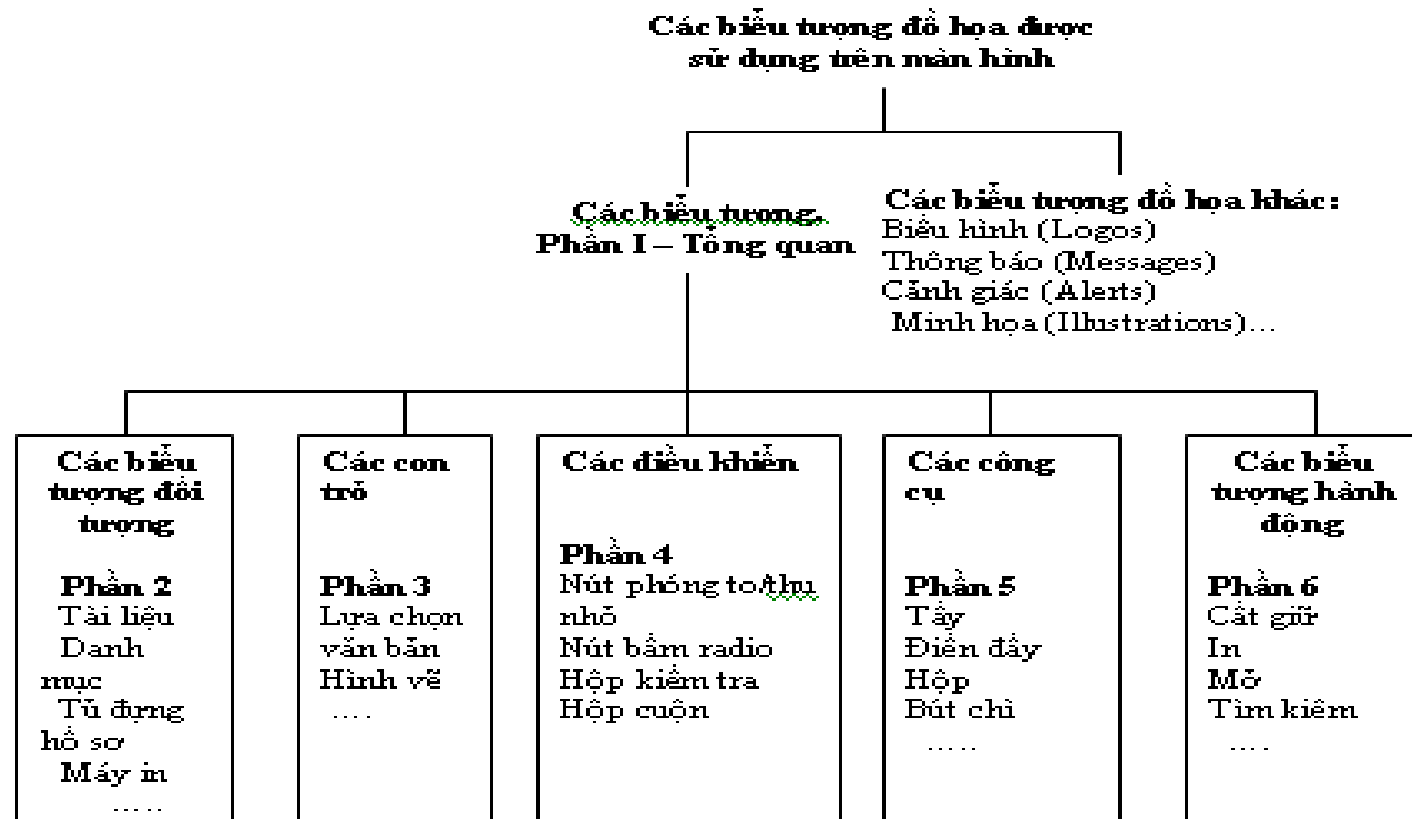 Các biểu tượng đồ họa được
sử dụng trên màn hình
Các biểu tượng.
Phần I – Tổng quan
Các biểu tượng đồ họa khác:
Biểu hình (Logos)
Thông báo (Messages)
Cảnh giác (Alerts)
Minh họa (Illustrations)...
Các biểu
tượng đối
tượng
Phần 2
Tài liệu
Danh
mục
Tủ đựng
hồ sơ
Máy in
.....
Các con
trỏ
Phần 3
Lựa chọn
văn bản
Hình vẽ
....
Các điều khiển
Phần 4
Nút phóng to/thu
nhỏ
Nút bấm radio
Hộp kiểm tra
Hộp cuộn
Các công
cụ
Phần 5
Tẩy
Điền đầy
Hộp
Bút chì
.....
Các biểu
tượng hành
động
Phần 6
Cất giữ
In
Mở
Tìm kiếm
....